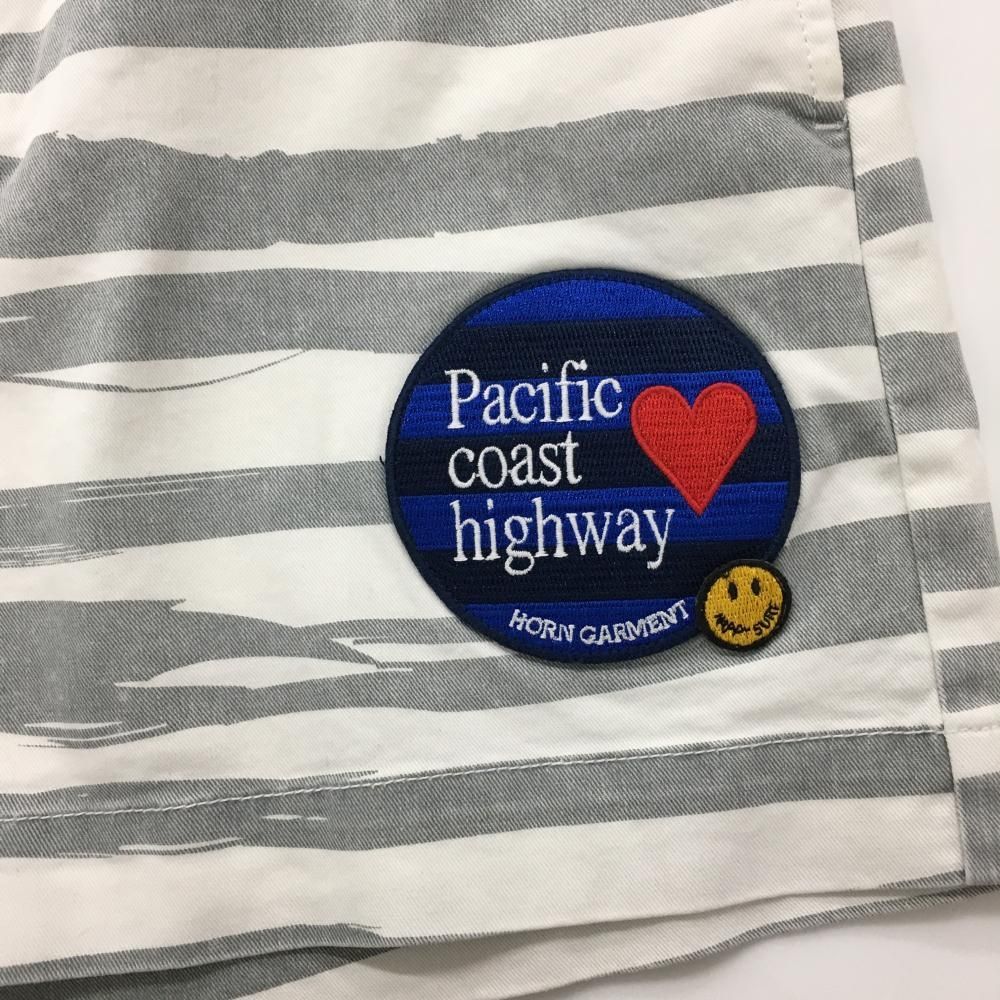 Pacific
coast
highway
HORN GARMENT
SURF